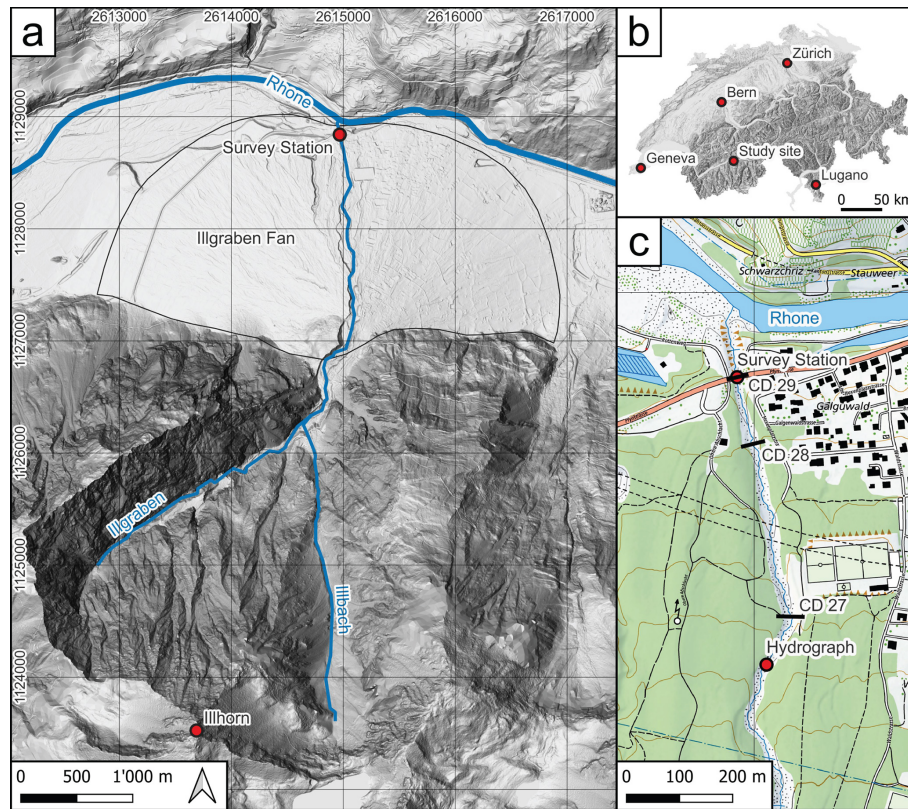 a
2613000
2614000
2615000
2616000
2617000
1129000
1128000
1127000
1126000
1125000
1124000
Rhone
Survey Station
Illgraben Fan
Illgraben
Illbach
Illhorn
0 500 1'000 m
b
Zürich
Bern
Geneva
Study site
Lugano
0 50 km
c
Schwarzchriz
Stauweer
Rhone
Survey Station
CD 29
Galguwald
CD 28
CD 27
Hydrograph
0 100 200 m